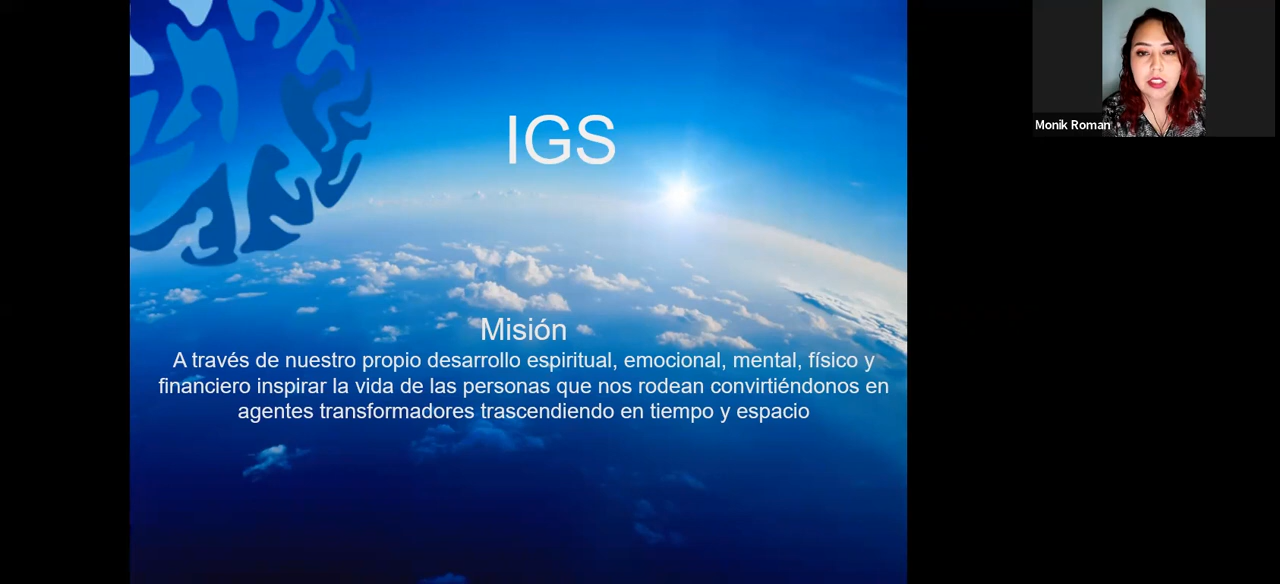 IGS
Monik Roman
Misión
A través de nuestro propio desarrollo espiritual, emocional, mental, físico y
financiero inspirar la vida de las personas que nos rodean convirtiéndonos en
agentes transformadores trascendiendo en tiempo y espacio